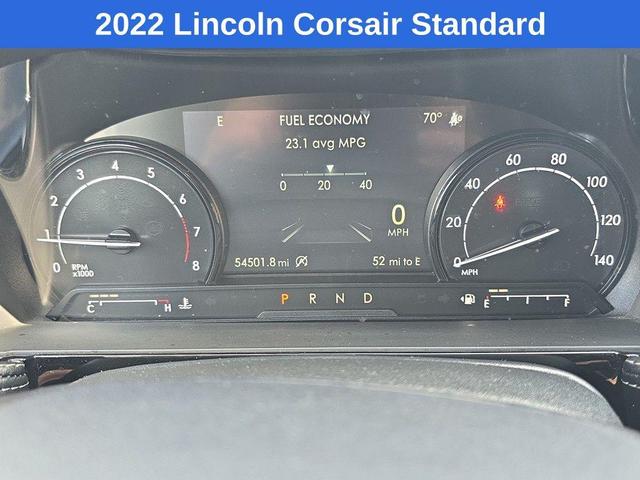 2022 Lincoln Corsair Standard
E FUEL ECONOMY 70°
23.1 avg MPG
0 20 40
0
MPH
54501.8 mi 52 mi to E
0 1 2 3 4 5 6 7 8
RPM
x1000
0 20 40 60 80 100 120 140
MPH
C H P R N D E F